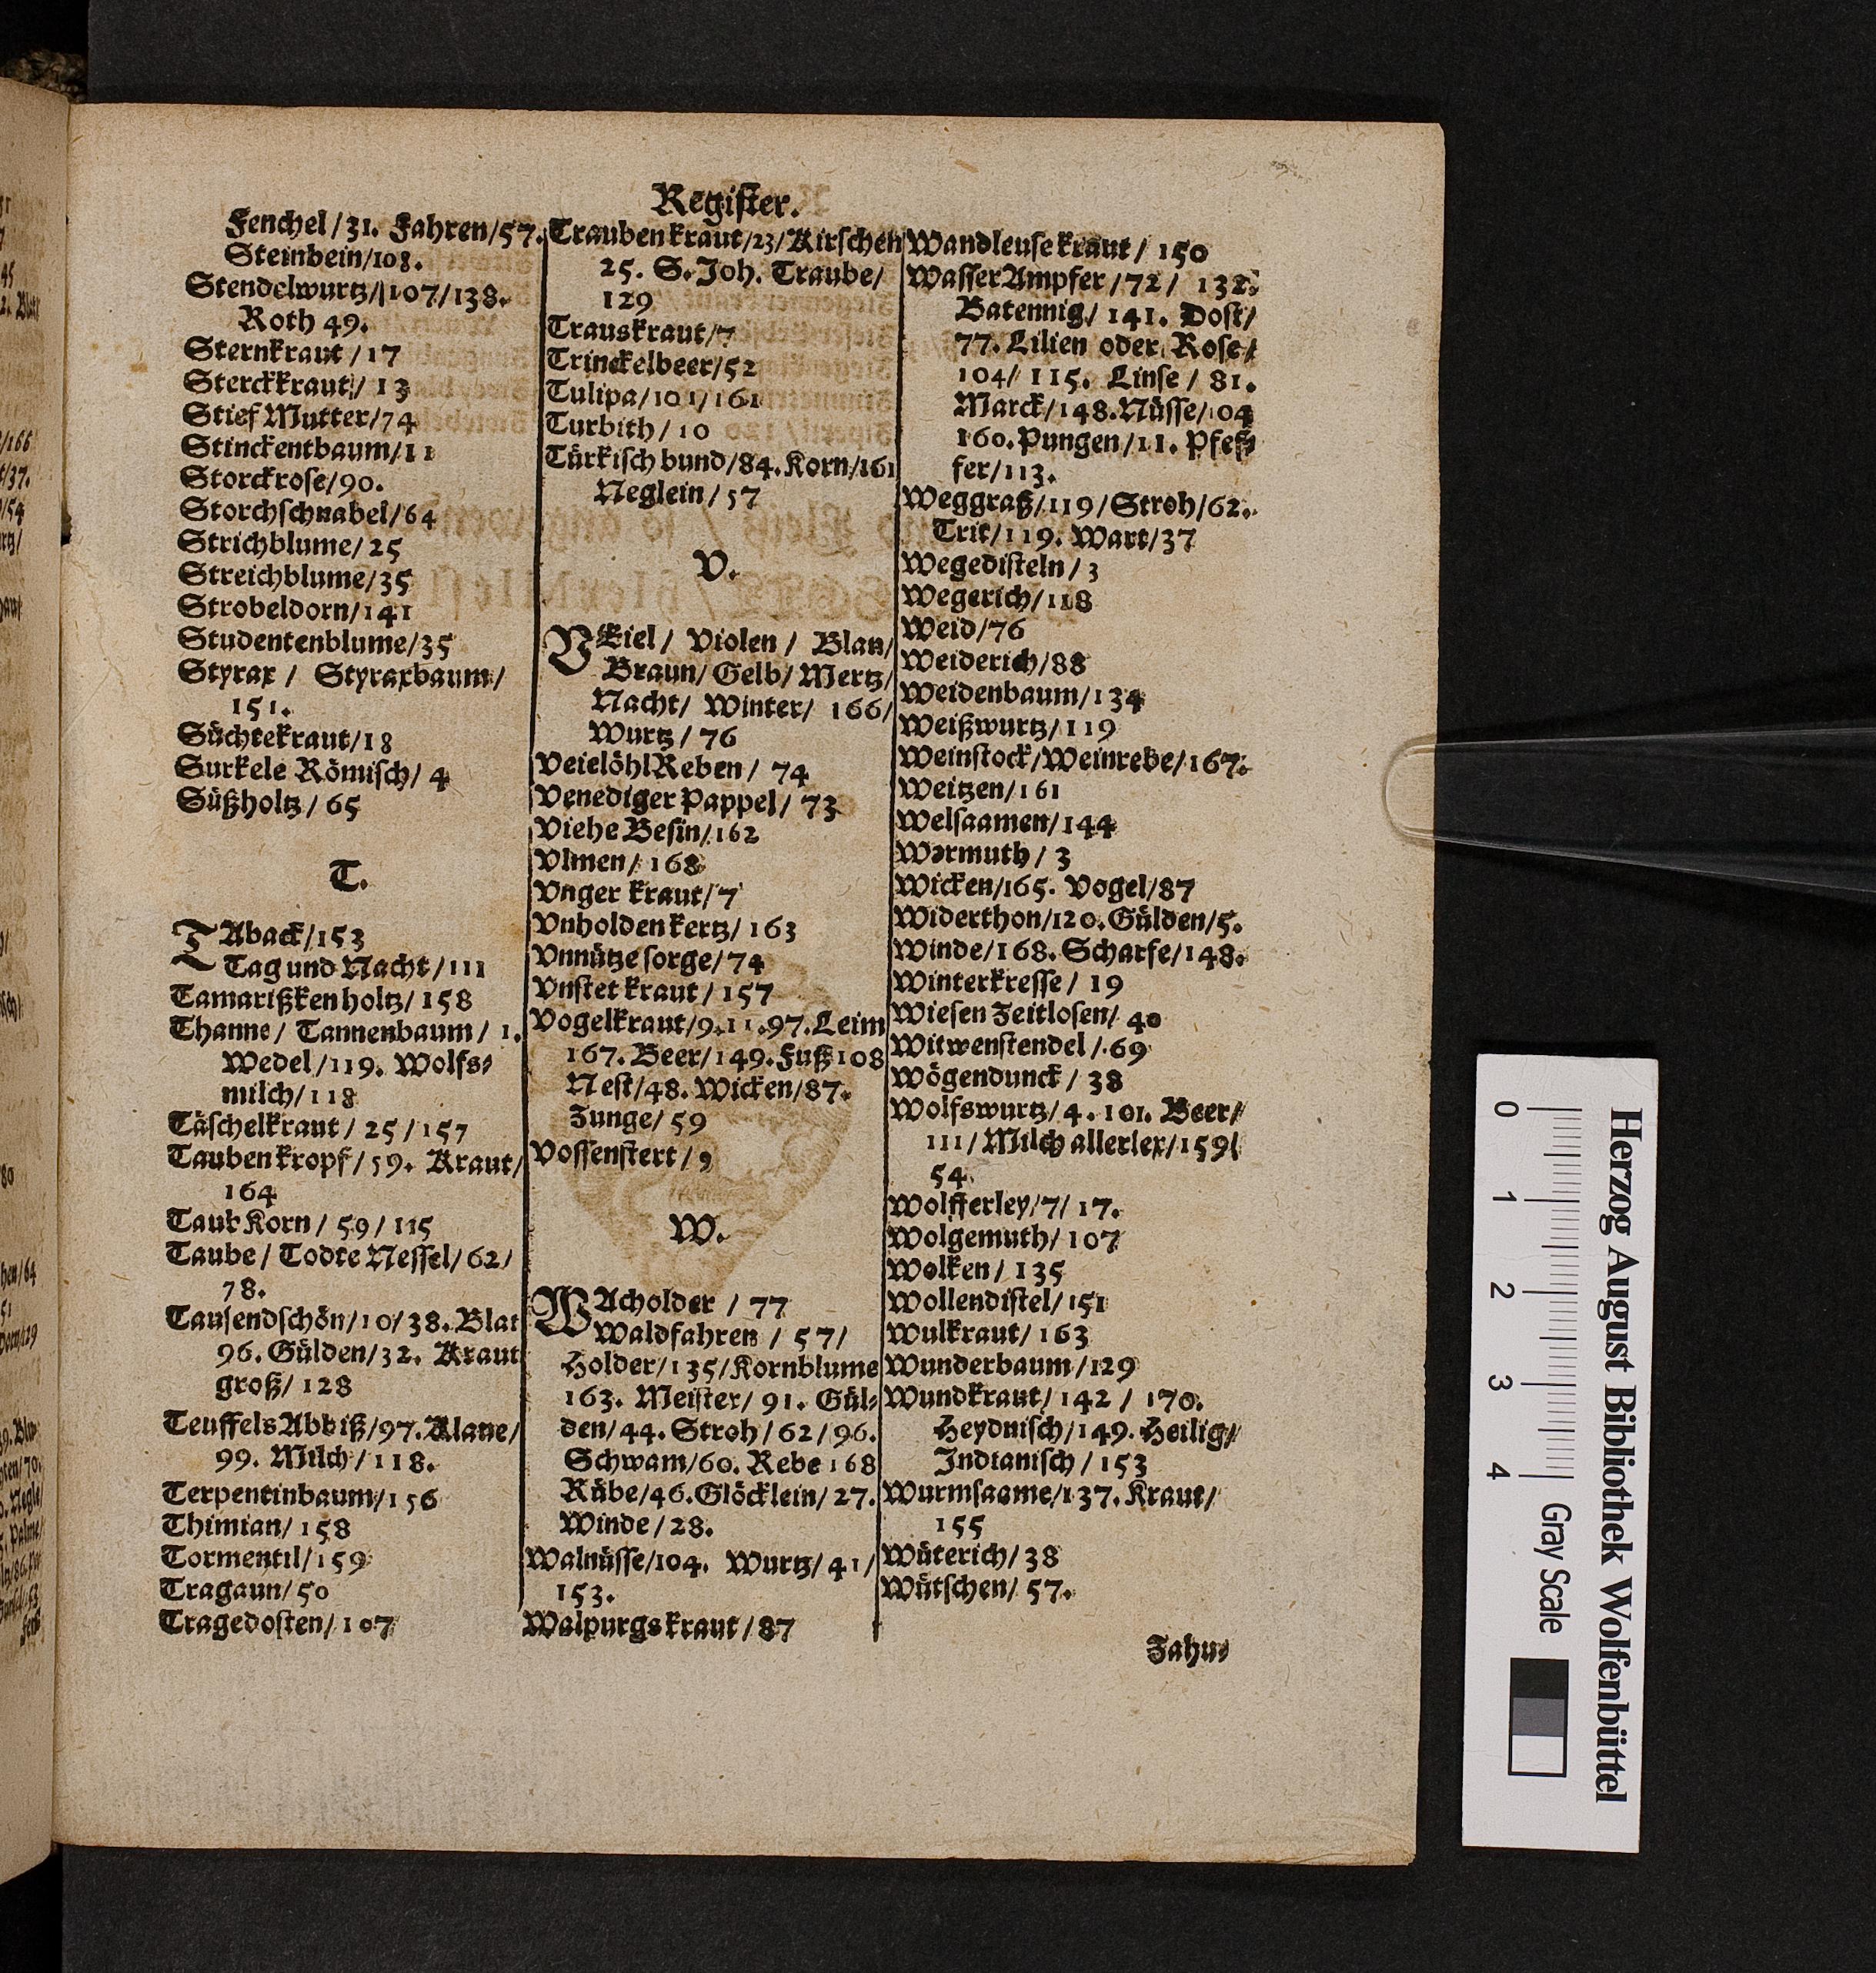 Register.
Fenchel/31. Fahren/57.
Steinbein/108.
Stendelwurtz/107/138.
Roth 49.
Sternkraut/17
Sterckkraut/13
Stief Mutter/74
Stinckentbaum/11
Storckrose/90.
Storchschnabel/64
Strichblume/25
Streichblume/35
Strobeldorn/141
Studentenblume/35
Styrax / Styraxbaum/
151.
Süchtekraut/18
Surkele Römisch/4
Süßholtz/65
T.
TAback/153
Tag und Nacht/111
Tamarißken holtz/158
Thanne/ Tannenbaum/ 1.
Wedel/119. Wolfs⸗
milch/118
Täschelkraut/25/157
Tauben kropf/59. Kraut/
164
Taub Korn/59/115
Taube/ Todte Nessel/62/
78.
Tausendschön/10/38. Blat
96. Gülden/32. Kraut
groß/128
Teuffels Abbiß/97. Klaue/
99. Milch/118.
Terpentinbaum/156
Thimian/158
Tormentil/159
Tragaun/50
Tragedosten/107
Trauben kraut/23/Kirschen
25. S. Joh. Traube/
129
Trauskraut/7
Trinckelbeer/52
Tulipa/101/161
Turbith/10
Türkisch bund/84. Korn/161
Neglein/57
V.
VEiel/ Violen/ Blau/
Braun/ Gelb/ Mertz/
Nacht/ Winter/ 166/
Wurtz/76
Veielöhl Reben/ 74
Venediger Pappel/ 73
Viehe Besin/162
Vlmen/168
Vnger kraut/7
Vnholden kertz/163
Vnnütze sorge/74
Vnstet kraut/157
Vogelkraut/9.11.97. Leim
167. Beer/149. Fuß 108
Nest/48. Wicken/87.
Zunge/59
Vossenstert/9
W.
WAcholder / 77
Waldfahren / 57/
Holder/135/Kornblume
163. Meister/91. Gül⸗
den/44. Stroh/62/96.
Schwam/60. Rebe 168
Rübe/46. Glöcklein/27.
Winde/28.
Walnüsse/104. Wurtz/41/
153.
Walpurgs kraut/87
Wandleuse kraut/150
Wasser Ampfer/72/ 132.
Batennig/141. Dost/
77. Lilien oder Rose/
104/115. Linse/81.
Marck/148. Nüsse/104
160. Pungen/11. Pfef⸗
fer/113.
Weggraß/119/Stroh/62.
Trit/119. Wart/37
Wegedisteln/3
Wegerich/118
Weid/76
Weiderich/88
Weidenbaum/134
Weißwurtz/119
Weinstock/Weinrebe/167.
Weitzen/161
Welsaamen/144
Wermuth/3
Wicken/165. Vogel/87
Widerthon/120. Gülden/5.
Winde/168. Scharfe/148.
Winterkresse/19
Wiesen Zeitlosen/40
Witwenstendel/69
Wögendunck/38
Wolfswurtz/4. 101. Beer/
111/Milch allerley/159/
54
Wolfferley/7/17.
Wolgemuth/107
Wolken/135
Wollendistel/151
Wulkraut/163
Wunderbaum/129
Wundkraut/142/ 170.
Heydnisch/149. Heilig/
Indianisch/153
Wurmsaame/137. Kraut/
155
Wüterich/38
Wütschen/57.
Zahn⸗
Herzog August Bibliothek Wolfenbüttel
0 1 2 3 4 Gray Scale